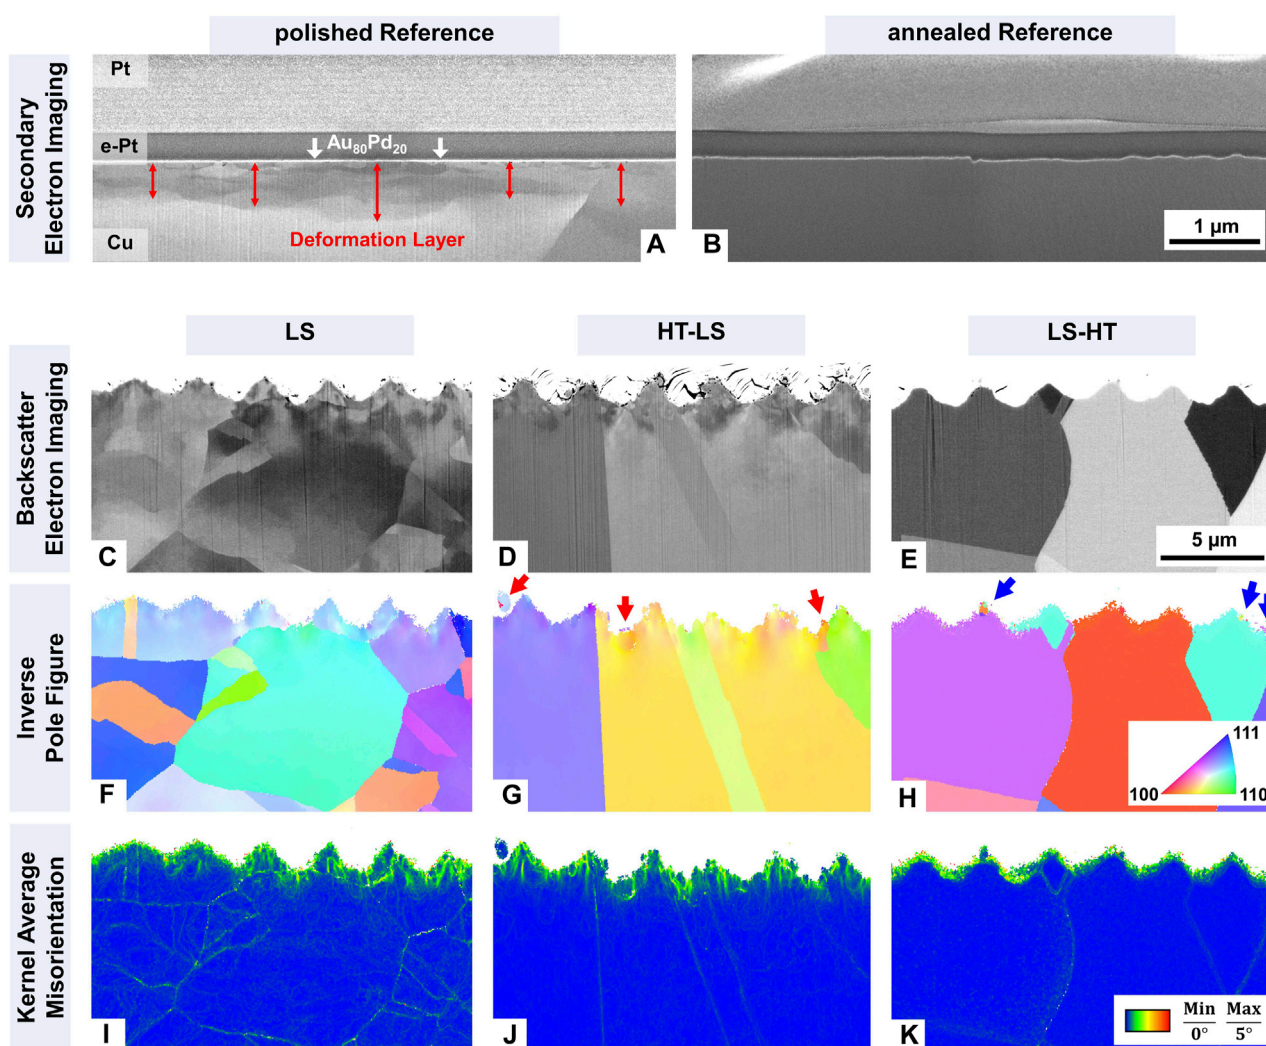 polished Reference
annealed Reference
Secondary
Electron Imaging
Pt
e-Pt
Au80Pd20
Deformation Layer
Cu
A
B
1 µm
LS
HT-LS
LS-HT
Backscatter
Electron Imaging
C
D
E
5 µm
Inverse
Pole Figure
F
G
H
111
100
110
Kernel Average
Misorientation
I
J
K
Min Max
0° 5°